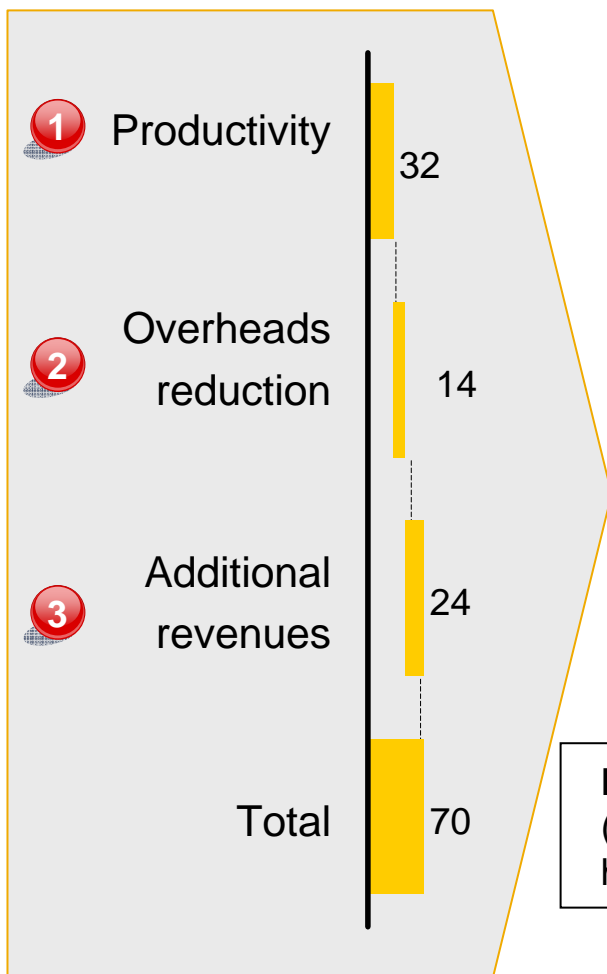 1 Productivity
32
2 Overheads
reduction
14
3 Additional
revenues
24
Total
70
(